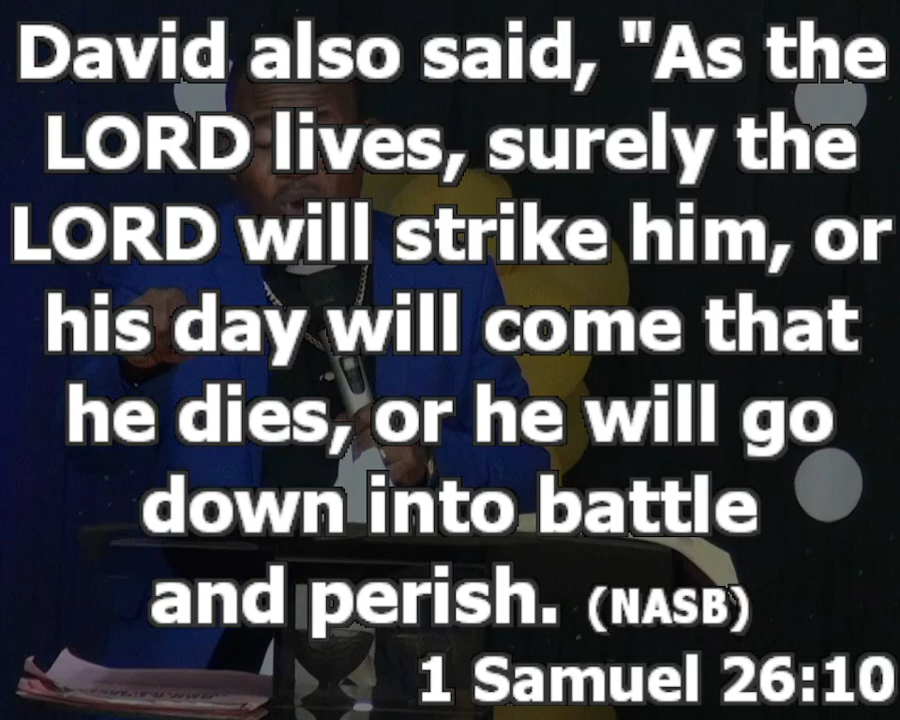 David also said, "As the
LORD lives, surely the
LORD will strike him, or
his day will come that
he dies, or he will go
down into battle
and perish. (NASB)
1 Samuel 26:10